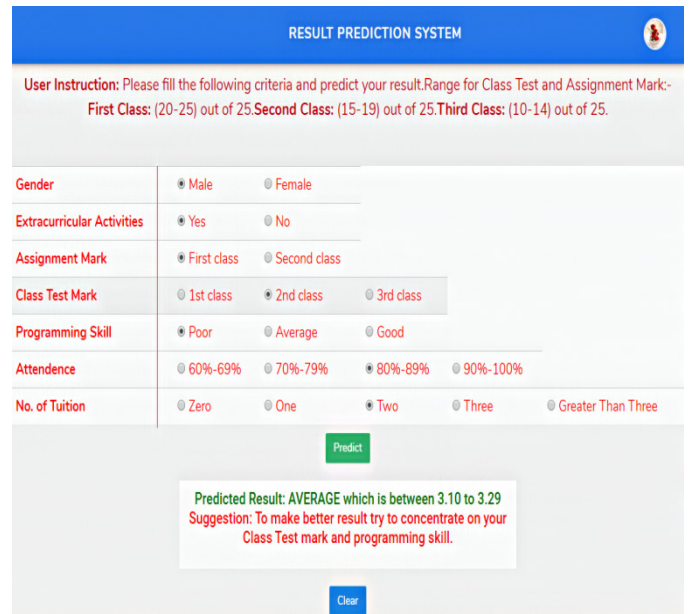 RESULT PREDICTION SYSTEM
User Instruction: Please fill the following criteria and predict your result.Range for Class Test and Assignment Mark:-
First Class: (20-25) out of 25.Second Class: (15-19) out of 25.Third Class: (10-14) out of 25.
Gender Male Female
Extracurricular Activities Yes No
Assignment Mark First class Second class
Class Test Mark 1st class 2nd class 3rd class
Programming Skill Poor Average Good
Attendence 60%-69% 70%-79% 80%-89% 90%-100%
No. of Tuition Zero One Two Three Greater Than Three
Predict
Predicted Result: AVERAGE which is between 3.10 to 3.29
Suggestion: To make better result try to concentrate on your
Class Test mark and programming skill.
Clear